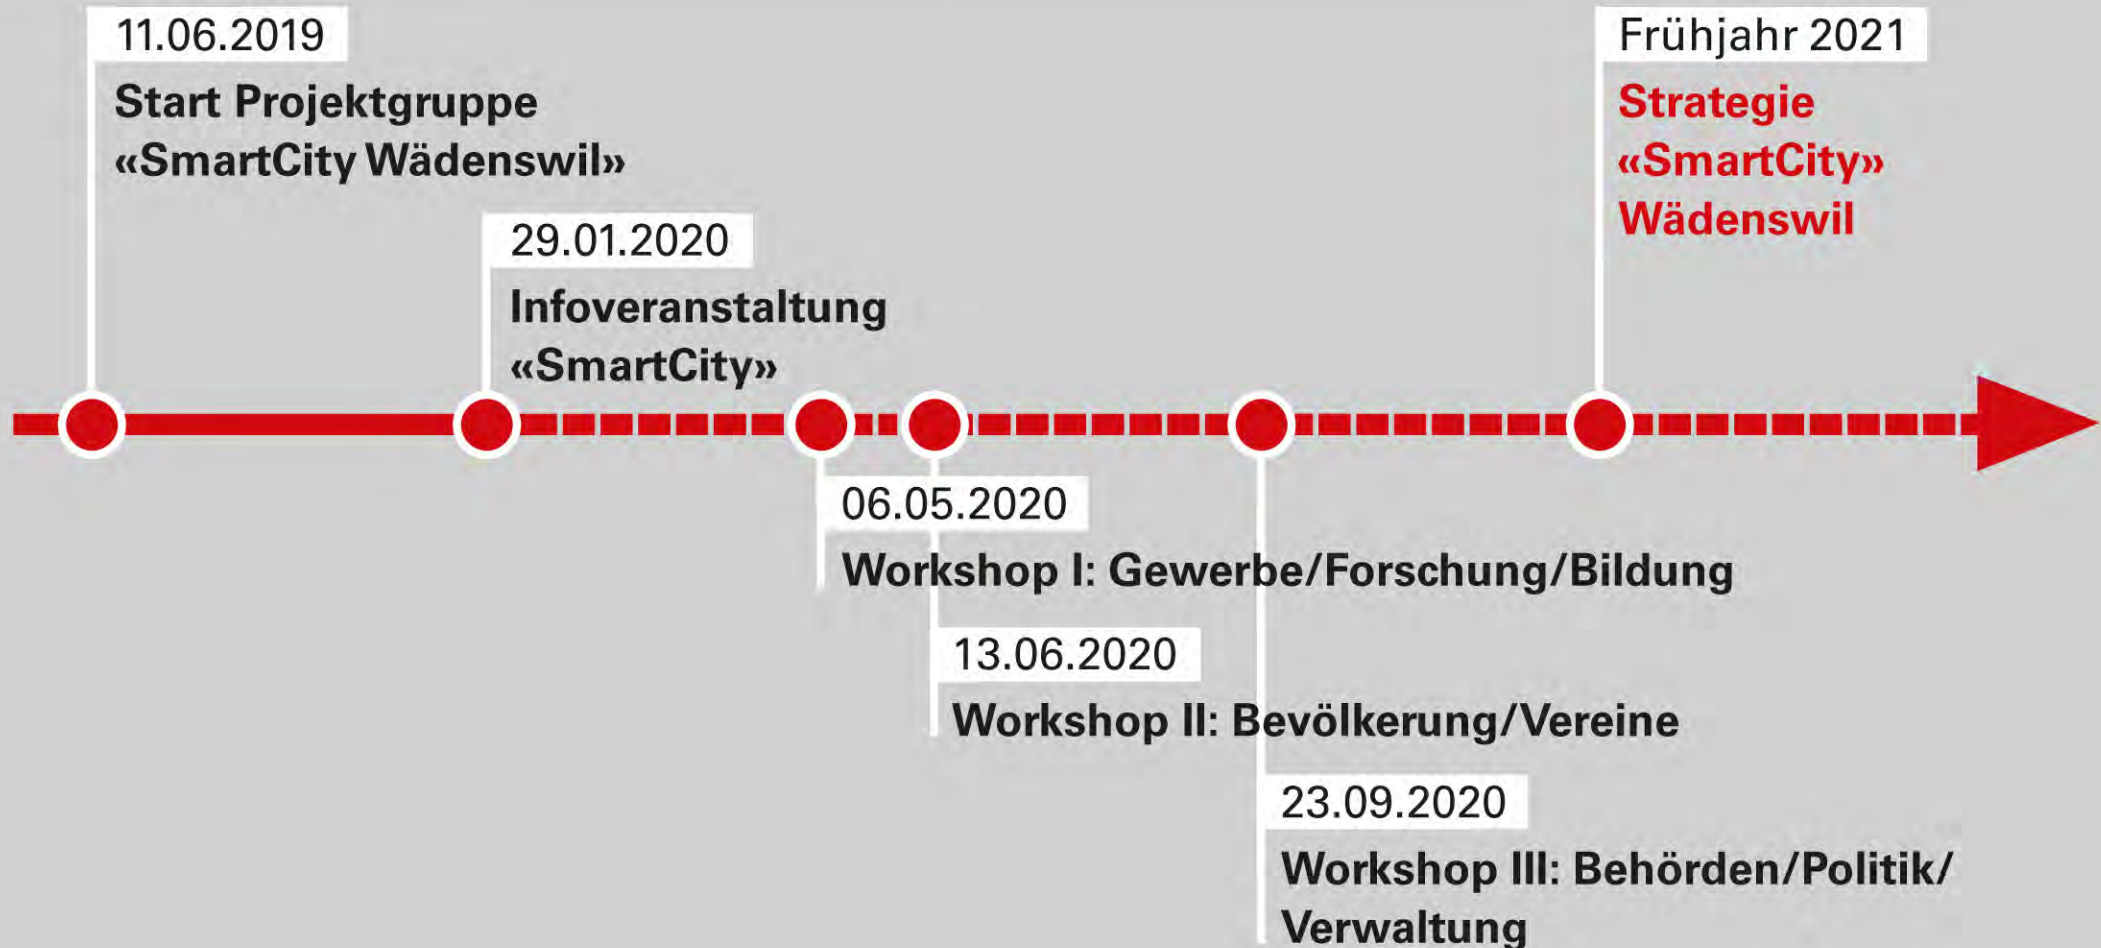 11.06.2019
Start Projektgruppe
«SmartCity Wädenswil»
29.01.2020
Infoveranstaltung
«SmartCity»
06.05.2020
Workshop I: Gewerbe/Forschung/Bildung
13.06.2020
Workshop II: Bevölkerung/Vereine
23.09.2020
Workshop III: Behörden/Politik/
Verwaltung
Frühjahr 2021
Strategie
«SmartCity»
Wädenswil